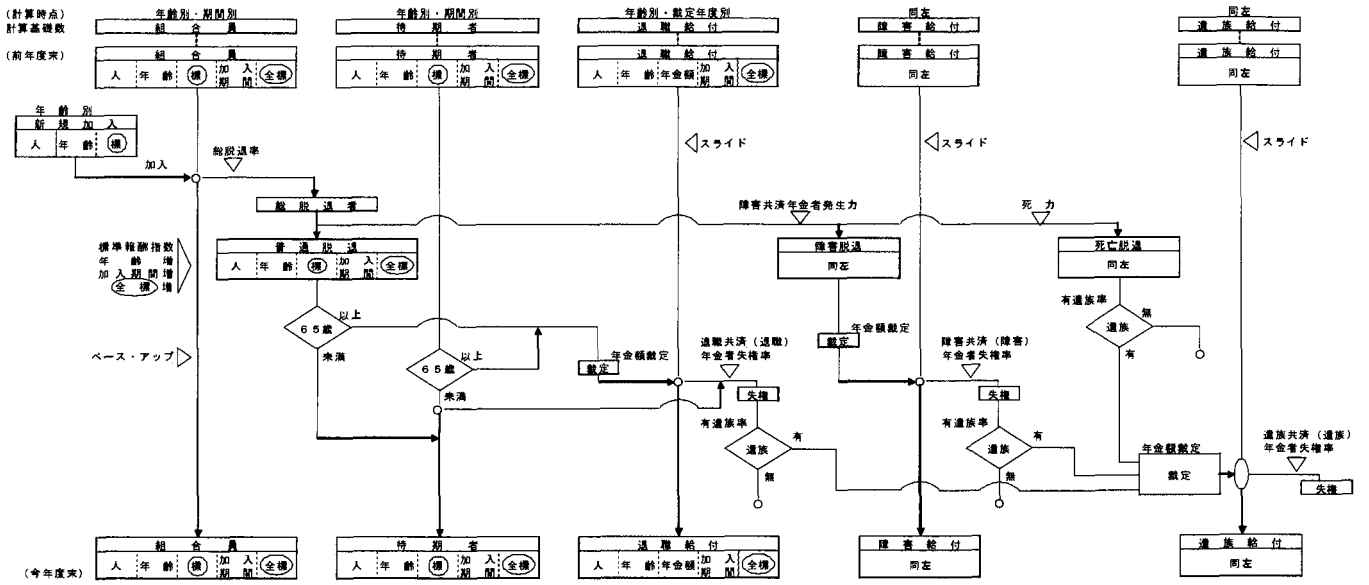 (計算時点)
計算基礎数
年齢別・期間別
組合員
年齢別・期間別
待期者
年齢別・裁定年度別
退職給付
同左
障害給付
同左
遺族給付
(前年度末)
組合員
人 年齢 標 加入期間 全標
待期者
人 年齢 標 加入期間 全標
退職給付
人 年齢 年金額 加入期間 全標
障害給付
同左
遺族給付
同左
年齢別
新規加入
人 年齢 標
加入
総脱退率
スライド
スライド
スライド
総脱退者
障害共済年金者発生力
死力
普通脱退
人 年齢 標 加入期間 全標
障害脱退
同左
死亡脱退
同左
標準報酬指数
年齢増
加入期間増
全標増
ベース・アップ
65歳
以上
未満
65歳
以上
未満
年金額裁定
裁定
退職共済(退職)
年金者失権率
失権
有遺族率
遺族
有
無
年金額裁定
裁定
障害共済(障害)
年金者失権率
失権
有遺族率
遺族
有
無
有遺族率
遺族
無
有
年金額裁定
裁定
遺族共済(遺族)
年金者失権率
失権
(今年度末)
組合員
人 年齢 標 加入期間 全標
待期者
人 年齢 標 加入期間 全標
退職給付
人 年齢 年金額 加入期間 全標
障害給付
同左
遺族給付
同左